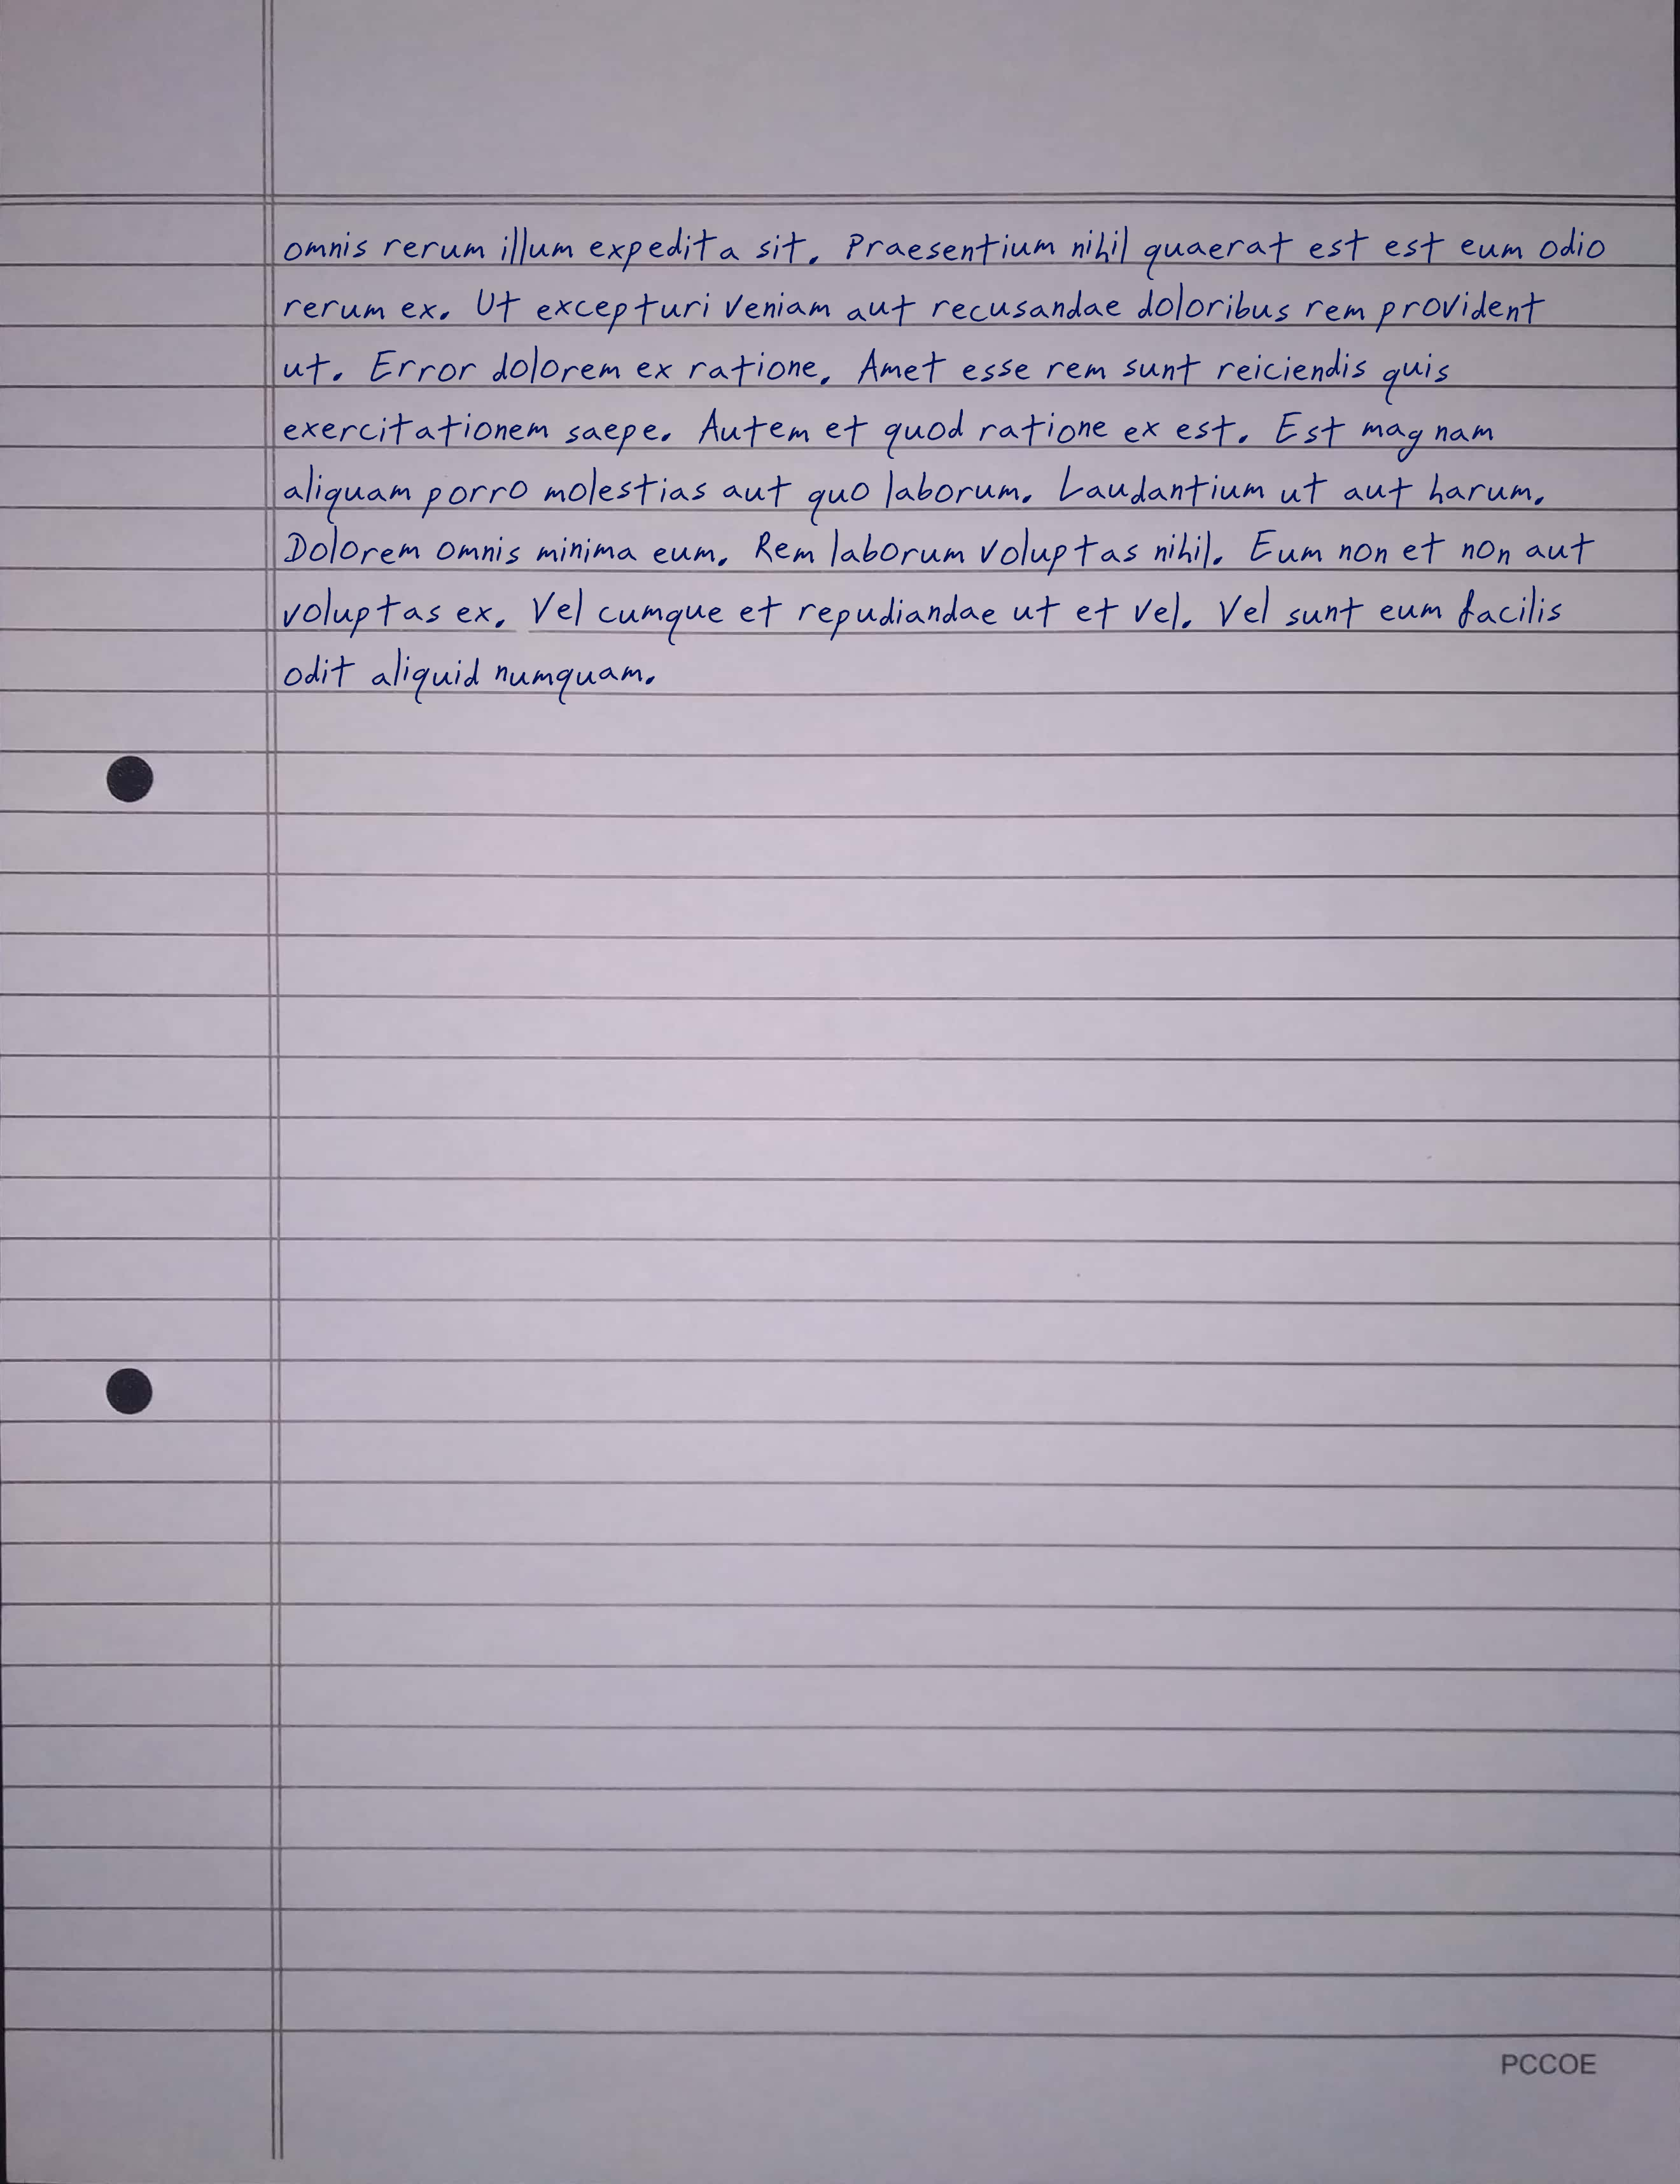 omnis rerum illum expedita sit. Praesentium nihil quaerat est est eum odio
rerum ex. Ut excepturi veniam aut recusandae doloribus rem provident
ut. Error dolorem ex ratione. Amet esse rem sunt reiciendis quis
exercitationem saepe. Autem et quod ratione ex est. Est magnam
aliquam porro molestias aut quo laborum. Laudantium ut aut harum.
Dolorem omnis minima eum. Rem laborum voluptas nihil. Eum non et non aut
voluptas ex. Vel cumque et repudiandae ut et vel. Vel sunt eum facilis
odit aliquid numquam.
PCCOE